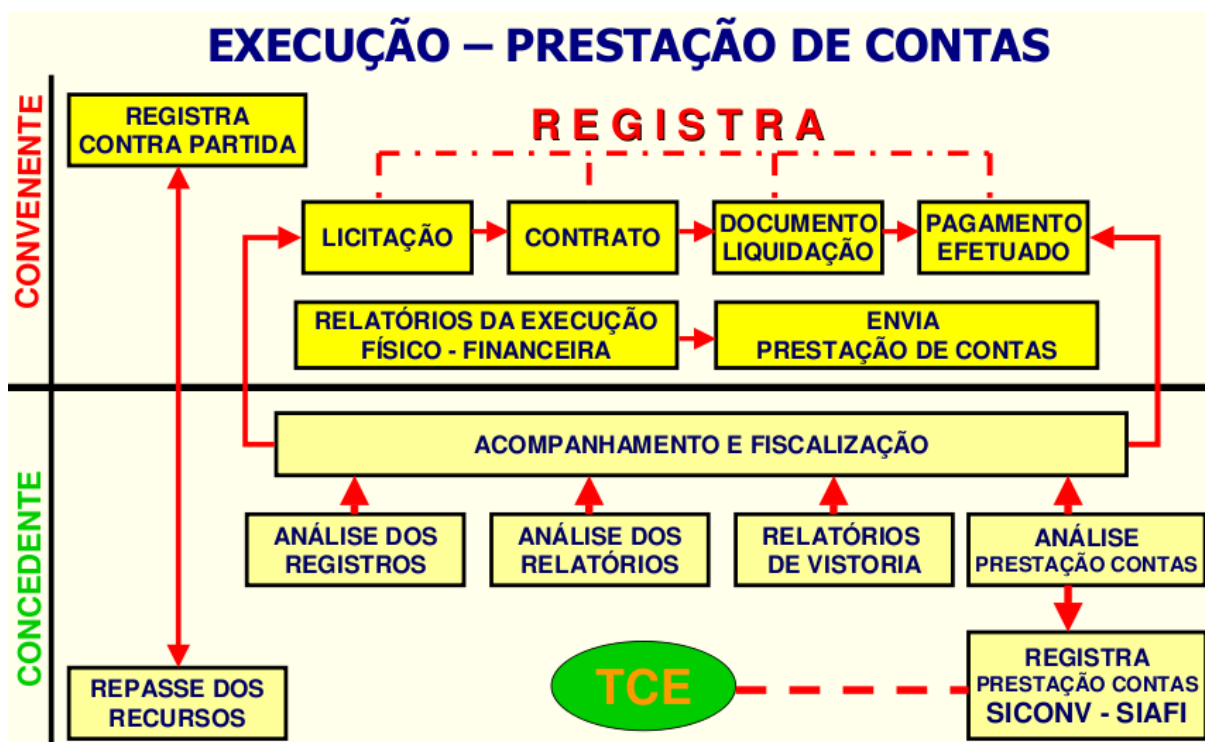 EXECUÇÃO – PRESTAÇÃO DE CONTAS
CONVENENTE
REGISTRA
CONTRA PARTIDA
R E G I S T R A
LICITAÇÃO
CONTRATO
DOCUMENTO
LIQUIDAÇÃO
PAGAMENTO
EFETUADO
RELATÓRIOS DA EXECUÇÃO
FÍSICO - FINANCEIRA
ENVIA
PRESTAÇÃO DE CONTAS
CONCEDENTE
ACOMPANHAMENTO E FISCALIZAÇÃO
ANÁLISE DOS
REGISTROS
ANÁLISE DOS
RELATÓRIOS
RELATÓRIOS
DE VISTORIA
ANÁLISE
PRESTAÇÃO CONTAS
REPASSE DOS
RECURSOS
TCE
REGISTRA
PRESTAÇÃO CONTAS
SICONV - SIAFI